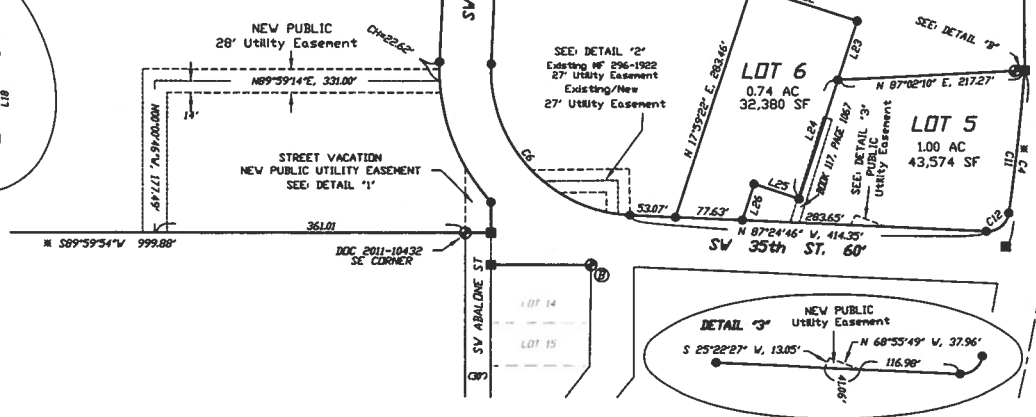 SW
NEW PUBLIC
28' Utility Easement
CH=22.62'
N89°59'14"E, 331.00'
14'
N00°00'46"W, 177.49'
L18
STREET VACATION
NEW PUBLIC UTILITY EASEMENT
SEE: DETAIL "1"
361.01
* S89°59'54"W 999.88'
DOC 2011-10432
SE CORNER
SEE: DETAIL "2"
Existing MF 296-1922
27' Utility Easement
Existing/New
27' Utility Easement
C6
N 17°59'22" E, 283.46'
LOT 6
0.74 AC
32,380 SF
L23
L24
L25
L26
BOOK 117, PAGE 1067
SEE: DETAIL "3"
PUBLIC
Utility Easement
SEE: DETAIL "B"
N 87°02'10" E, 217.27'
LOT 5
1.00 AC
43,574 SF
C11
* C4
C12
53.07'
77.63'
283.65'
N 87°24'46" W, 414.35'
SW 35th ST. 60'
SW ABALONE ST
(30')
B
LOT 14
LOT 15
DETAIL "3"
NEW PUBLIC
Utility Easement
S 25°22'27" W, 13.05'
N 68°55'49" W, 37.96'
116.98'